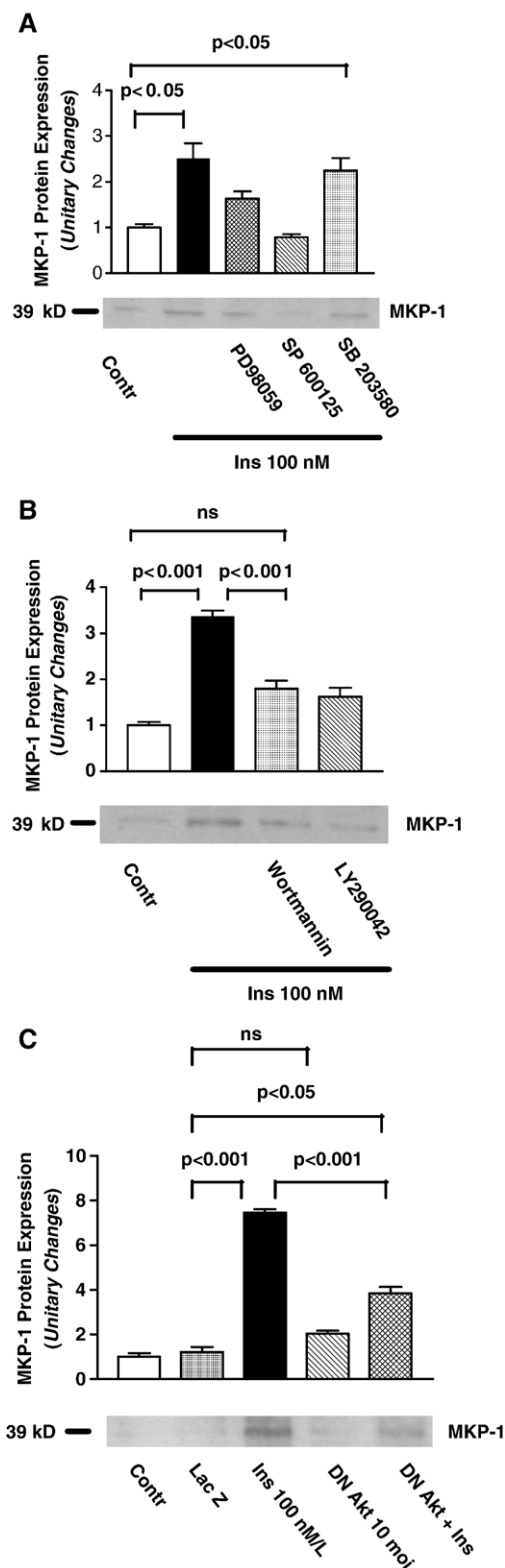 A
p<0.05
p<0.05
MKP-1 Protein Expression
(Unitary Changes)
4
3
2
1
0
39 kD
MKP-1
Contr
PD98059
SP 600125
SB 203580
Ins 100 nM
B
ns
p<0.001
p<0.001
MKP-1 Protein Expression
(Unitary Changes)
4
3
2
1
0
39 kD
MKP-1
Contr
Wortmannin
LY290042
Ins 100 nM
C
ns
p<0.05
p<0.001
p<0.001
MKP-1 Protein Expression
(Unitary Changes)
10
8
6
4
2
0
39 kD
MKP-1
Contr
Lac Z
Ins 100 nM/L
DN Akt 10 moi
DN Akt + Ins